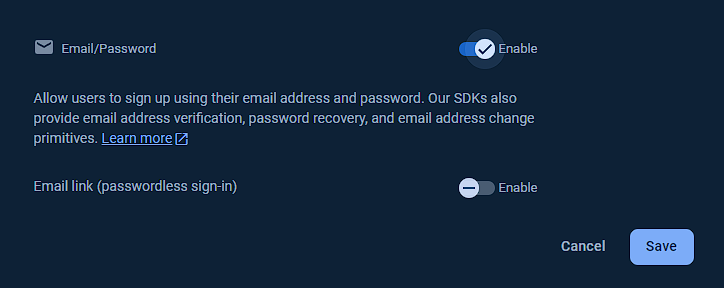 Email/Password
Enable
Allow users to sign up using their email address and password. Our SDKs also
provide email address verification, password recovery, and email address change
primitives. Learn more
Email link (passwordless sign-in)
Enable
Cancel
Save